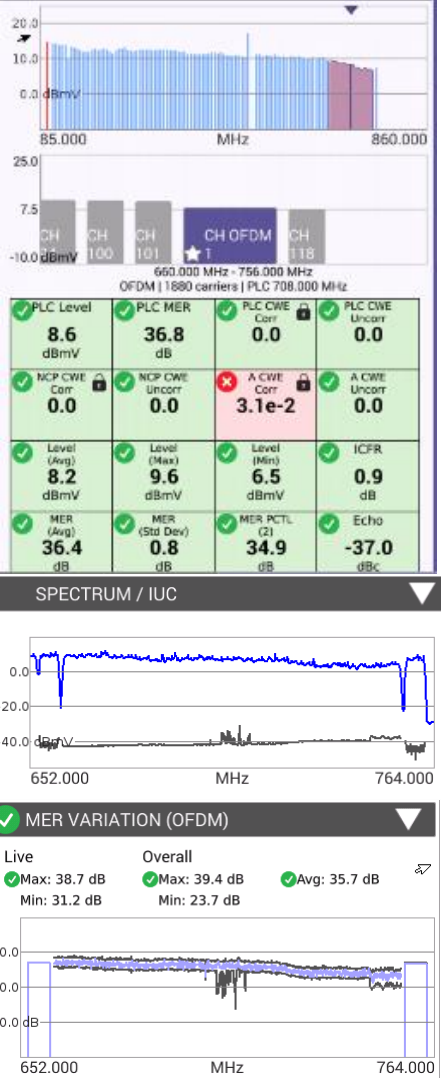 20.0
10.0
0.0 dBmV
85.000 MHz 860.000
25.0
7.5
-10.0 dBmV
CH CH CH CH OFDM CH
100 101 1 118
660.000 MHz - 756.000 MHz
OFDM | 1880 carriers | PLC 708.000 MHz
PLC Level PLC MER PLC CWE Corr PLC CWE Uncorr
8.6 36.8 0.0 0.0
dBmV dB
NCP CWE Corr NCP CWE Uncorr A CWE Corr A CWE Uncorr
0.0 0.0 3.1e-2 0.0
Level (Avg) Level (Max) Level (Min) ICFR
8.2 9.6 6.5 0.9
dBmV dBmV dBmV dB
MER (Avg) MER (Std Dev) MER PCTL (2) Echo
36.4 0.8 34.9 -37.0
dB dB dB dBc
SPECTRUM / IUC
0.0
20.0
40.0 dBmV
652.000 MHz 764.000
MER VARIATION (OFDM)
Live Overall
Max: 38.7 dB Max: 39.4 dB Avg: 35.7 dB
Min: 31.2 dB Min: 23.7 dB
0.0
0.0
0.0 dB
652.000 MHz 764.000